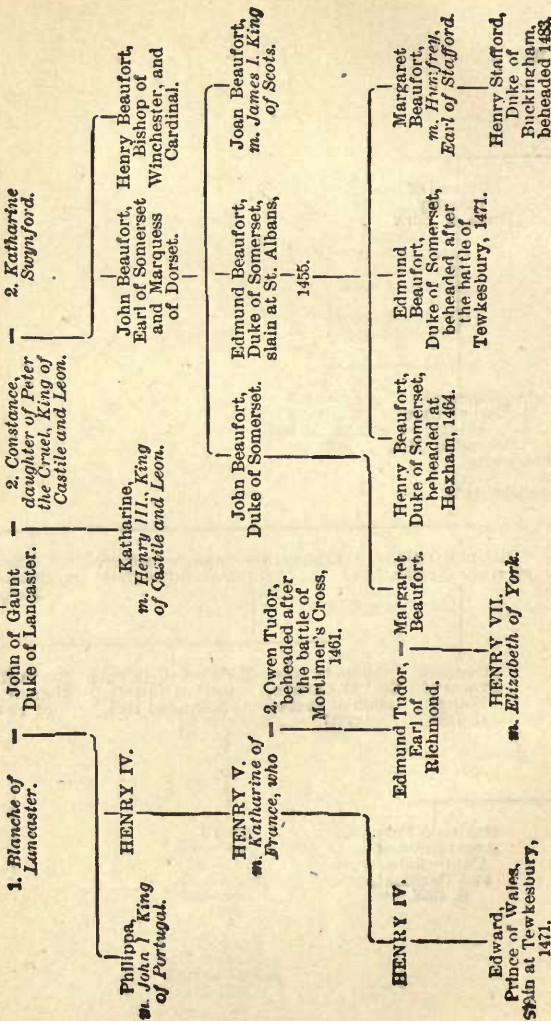 1. Blanche of
Lancaster.
John of Gaunt
Duke of Lancaster.
2. Constance,
daughter of Peter
the Cruel, King of
Castile and Leon.
2. Katharine
Swynford.
Philippa,
m. John I King
of Portugal.
HENRY IV.
Katharine,
m. Henry III., King
of Castile and Leon.
John Beaufort,
Earl of Somerset
and Marquess
of Dorset.
Henry Beaufort,
Bishop of
Winchester, and
Cardinal.
HENRY V.
m. Katharine of
France, who
2. Owen Tudor,
beheaded after
the battle of
Mortimer's Cross,
1461.
John Beaufort,
Duke of Somerset.
Edmund Beaufort,
Duke of Somerset,
slain at St. Albans,
1455.
Joan Beaufort,
m. James I. King
of Scots.
HENRY IV.
Edmund Tudor,
Earl of
Richmond.
Margaret
Beaufort.
Henry Beaufort,
Duke of Somerset,
beheaded at
Hexham, 1464.
Edmund
Beaufort,
Duke of Somerset,
beheaded after
the battle of
Tewkesbury, 1471.
Margaret
Beaufort,
m. Humfrey,
Earl of Stafford.
Edward,
Prince of Wales,
slain at Tewkesbury,
1471.
HENRY VII.
m. Elizabeth of York.
Henry Stafford,
Duke of
Buckingham,
beheaded 1483.